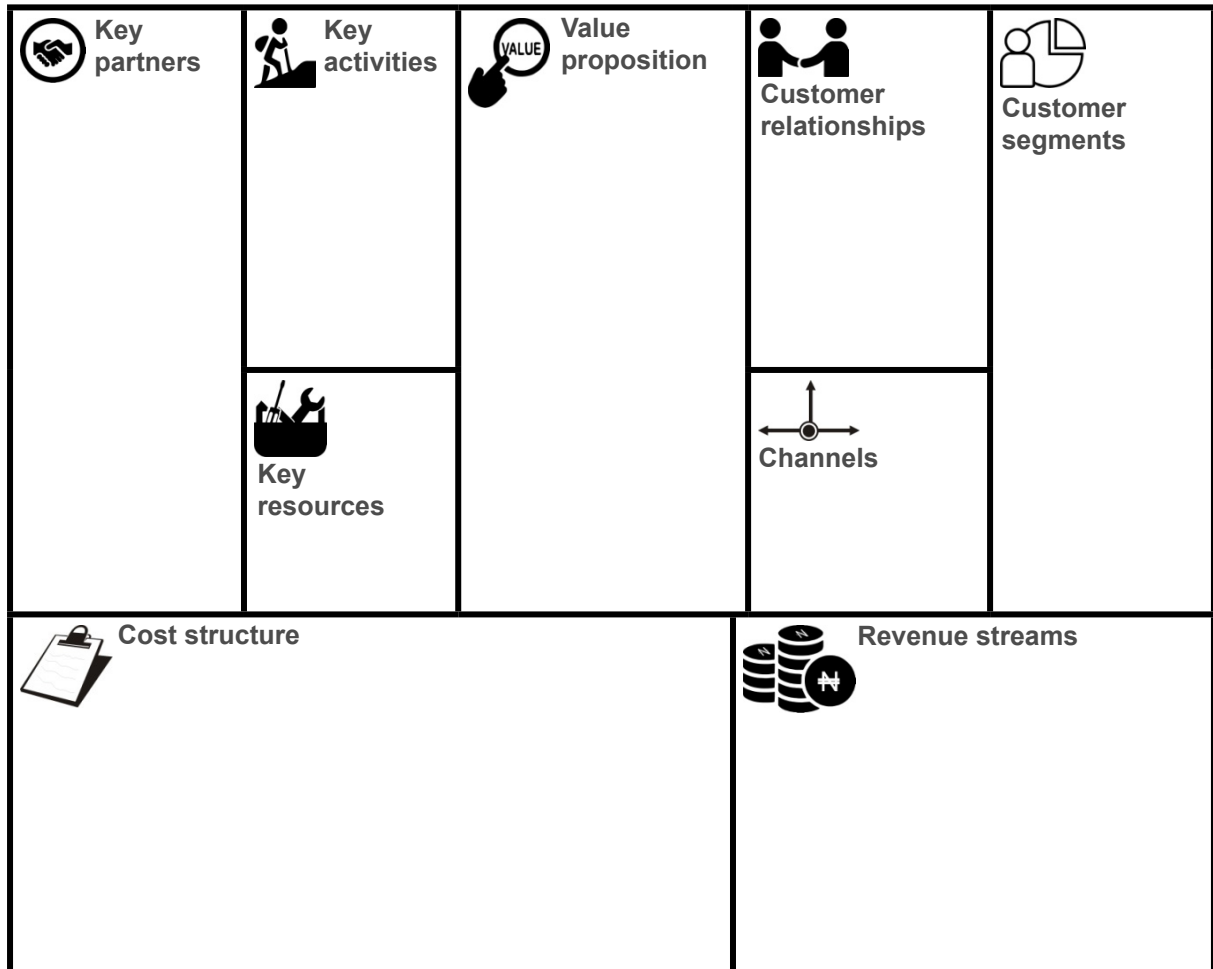 Key
partners
Key
activities
VALUE
Value
proposition
Customer
relationships
Customer
segments
Key
resources
Channels
Cost structure
N
N
₦
Revenue streams